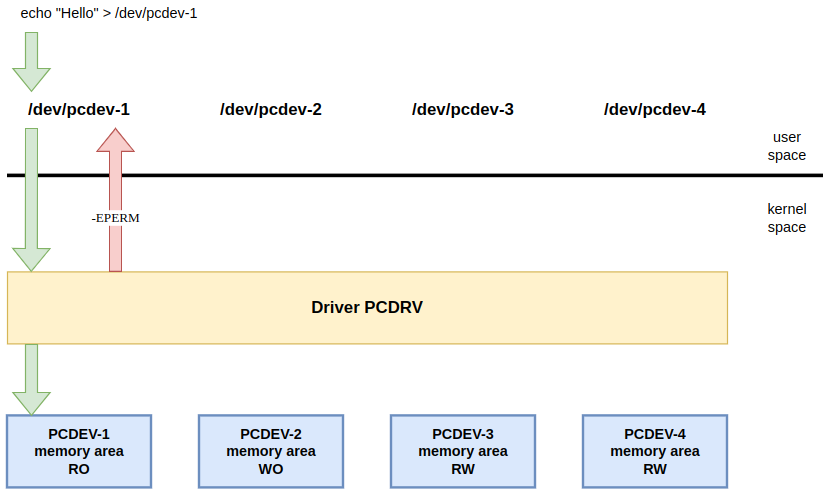 echo "Hello" > /dev/pcdev-1
/dev/pcdev-1
/dev/pcdev-2
/dev/pcdev-3
/dev/pcdev-4
user
space
kernel
space
-EPERM
Driver PCDRV
PCDEV-1
memory area
RO
PCDEV-2
memory area
WO
PCDEV-3
memory area
RW
PCDEV-4
memory area
RW